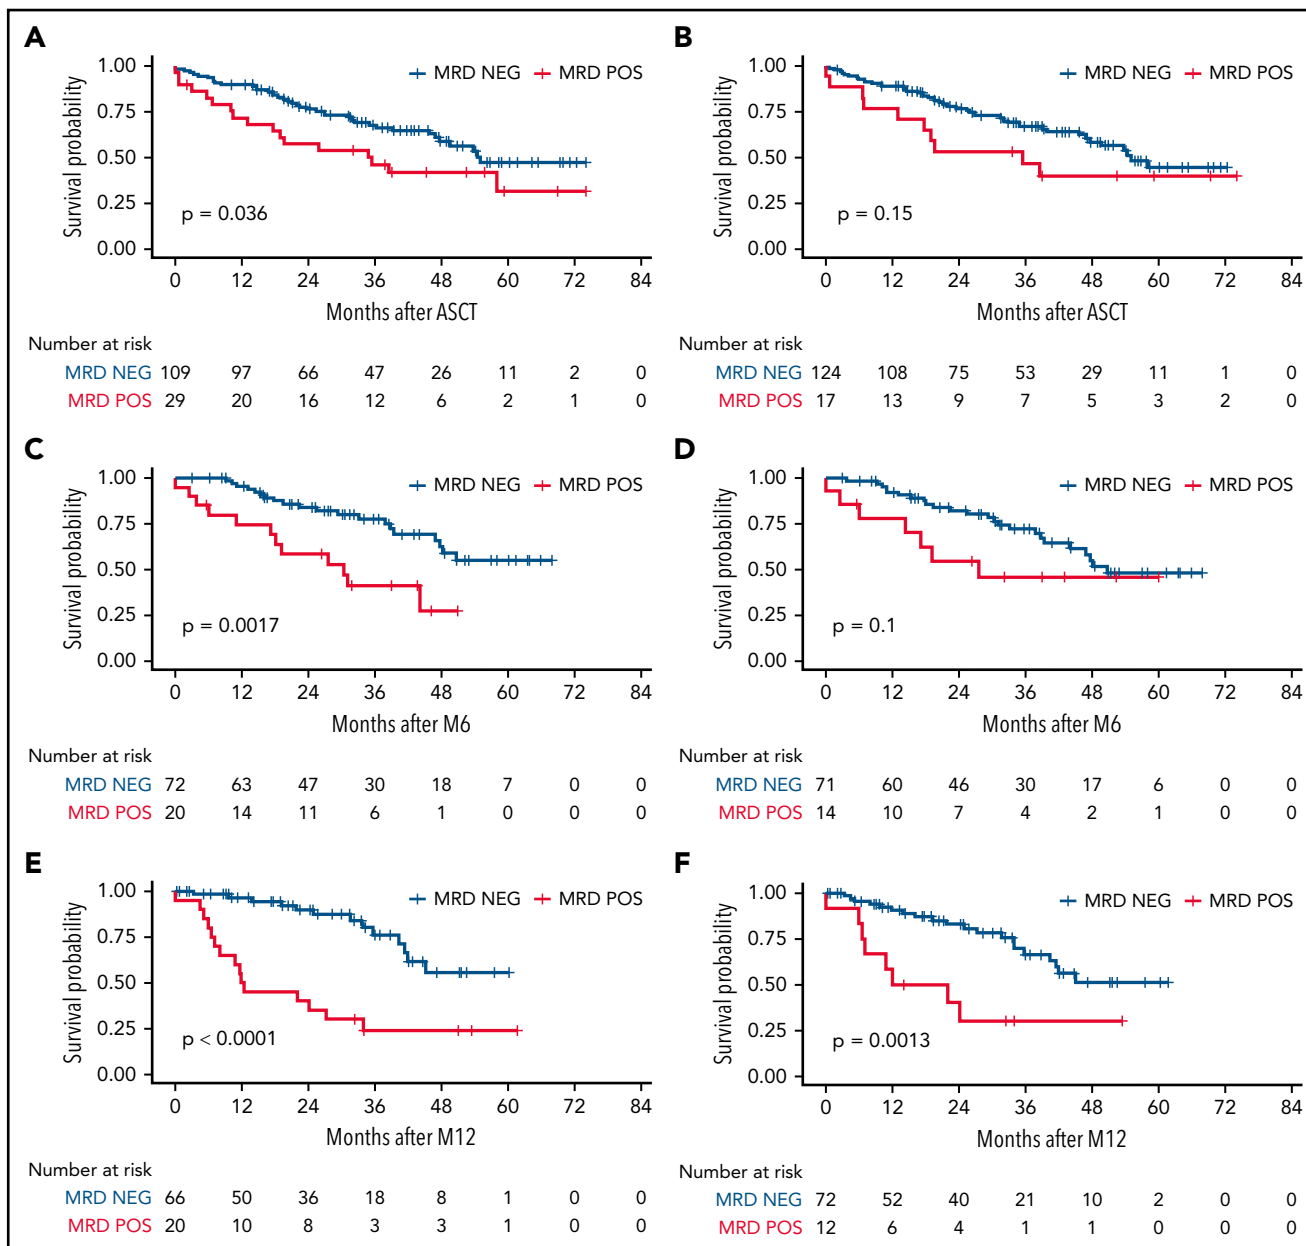 A
1.00
0.75
0.50
0.25
0.00
Survival probability
MRD NEG MRD POS
p = 0.036
0 12 24 36 48 60 72 84
Months after ASCT
Number at risk
MRD NEG 109 97 66 47 26 11 2 0
MRD POS 29 20 16 12 6 2 1 0
B
1.00
0.75
0.50
0.25
0.00
Survival probability
MRD NEG MRD POS
p = 0.15
0 12 24 36 48 60 72 84
Months after ASCT
Number at risk
MRD NEG 124 108 75 53 29 11 1 0
MRD POS 17 13 9 7 5 3 2 0
C
1.00
0.75
0.50
0.25
0.00
Survival probability
MRD NEG MRD POS
p = 0.0017
0 12 24 36 48 60 72 84
Months after M6
Number at risk
MRD NEG 72 63 47 30 18 7 0 0
MRD POS 20 14 11 6 1 0 0 0
D
1.00
0.75
0.50
0.25
0.00
Survival probability
MRD NEG MRD POS
p = 0.1
0 12 24 36 48 60 72 84
Months after M6
Number at risk
MRD NEG 71 60 46 30 17 6 0 0
MRD POS 14 10 7 4 2 1 0 0
E
1.00
0.75
0.50
0.25
0.00
Survival probability
MRD NEG MRD POS
p < 0.0001
0 12 24 36 48 60 72 84
Months after M12
Number at risk
MRD NEG 66 50 36 18 8 1 0 0
MRD POS 20 10 8 3 3 1 0 0
F
1.00
0.75
0.50
0.25
0.00
Survival probability
MRD NEG MRD POS
p = 0.0013
0 12 24 36 48 60 72 84
Months after M12
Number at risk
MRD NEG 72 52 40 21 10 2 0 0
MRD POS 12 6 4 1 1 0 0 0